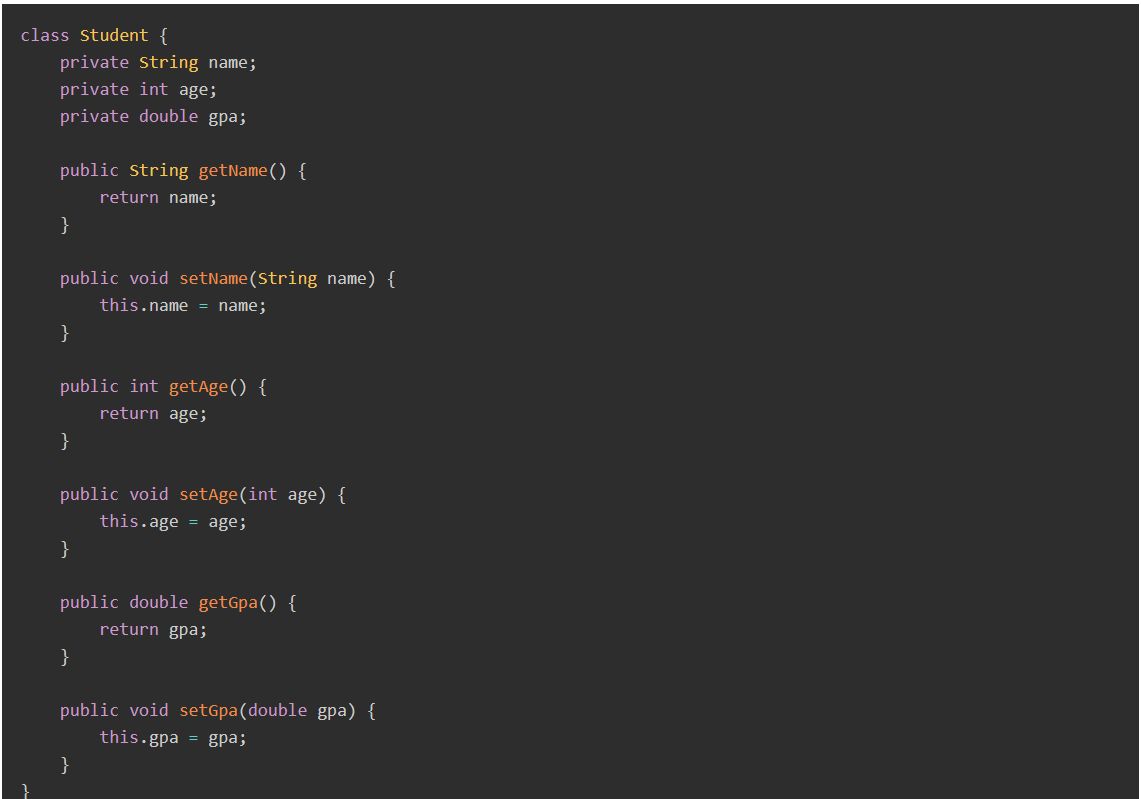 class Student {
    private String name;
    private int age;
    private double gpa;

    public String getName() {
        return name;
    }

    public void setName(String name) {
        this.name = name;
    }

    public int getAge() {
        return age;
    }

    public void setAge(int age) {
        this.age = age;
    }

    public double getGpa() {
        return gpa;
    }

    public void setGpa(double gpa) {
        this.gpa = gpa;
    }
}